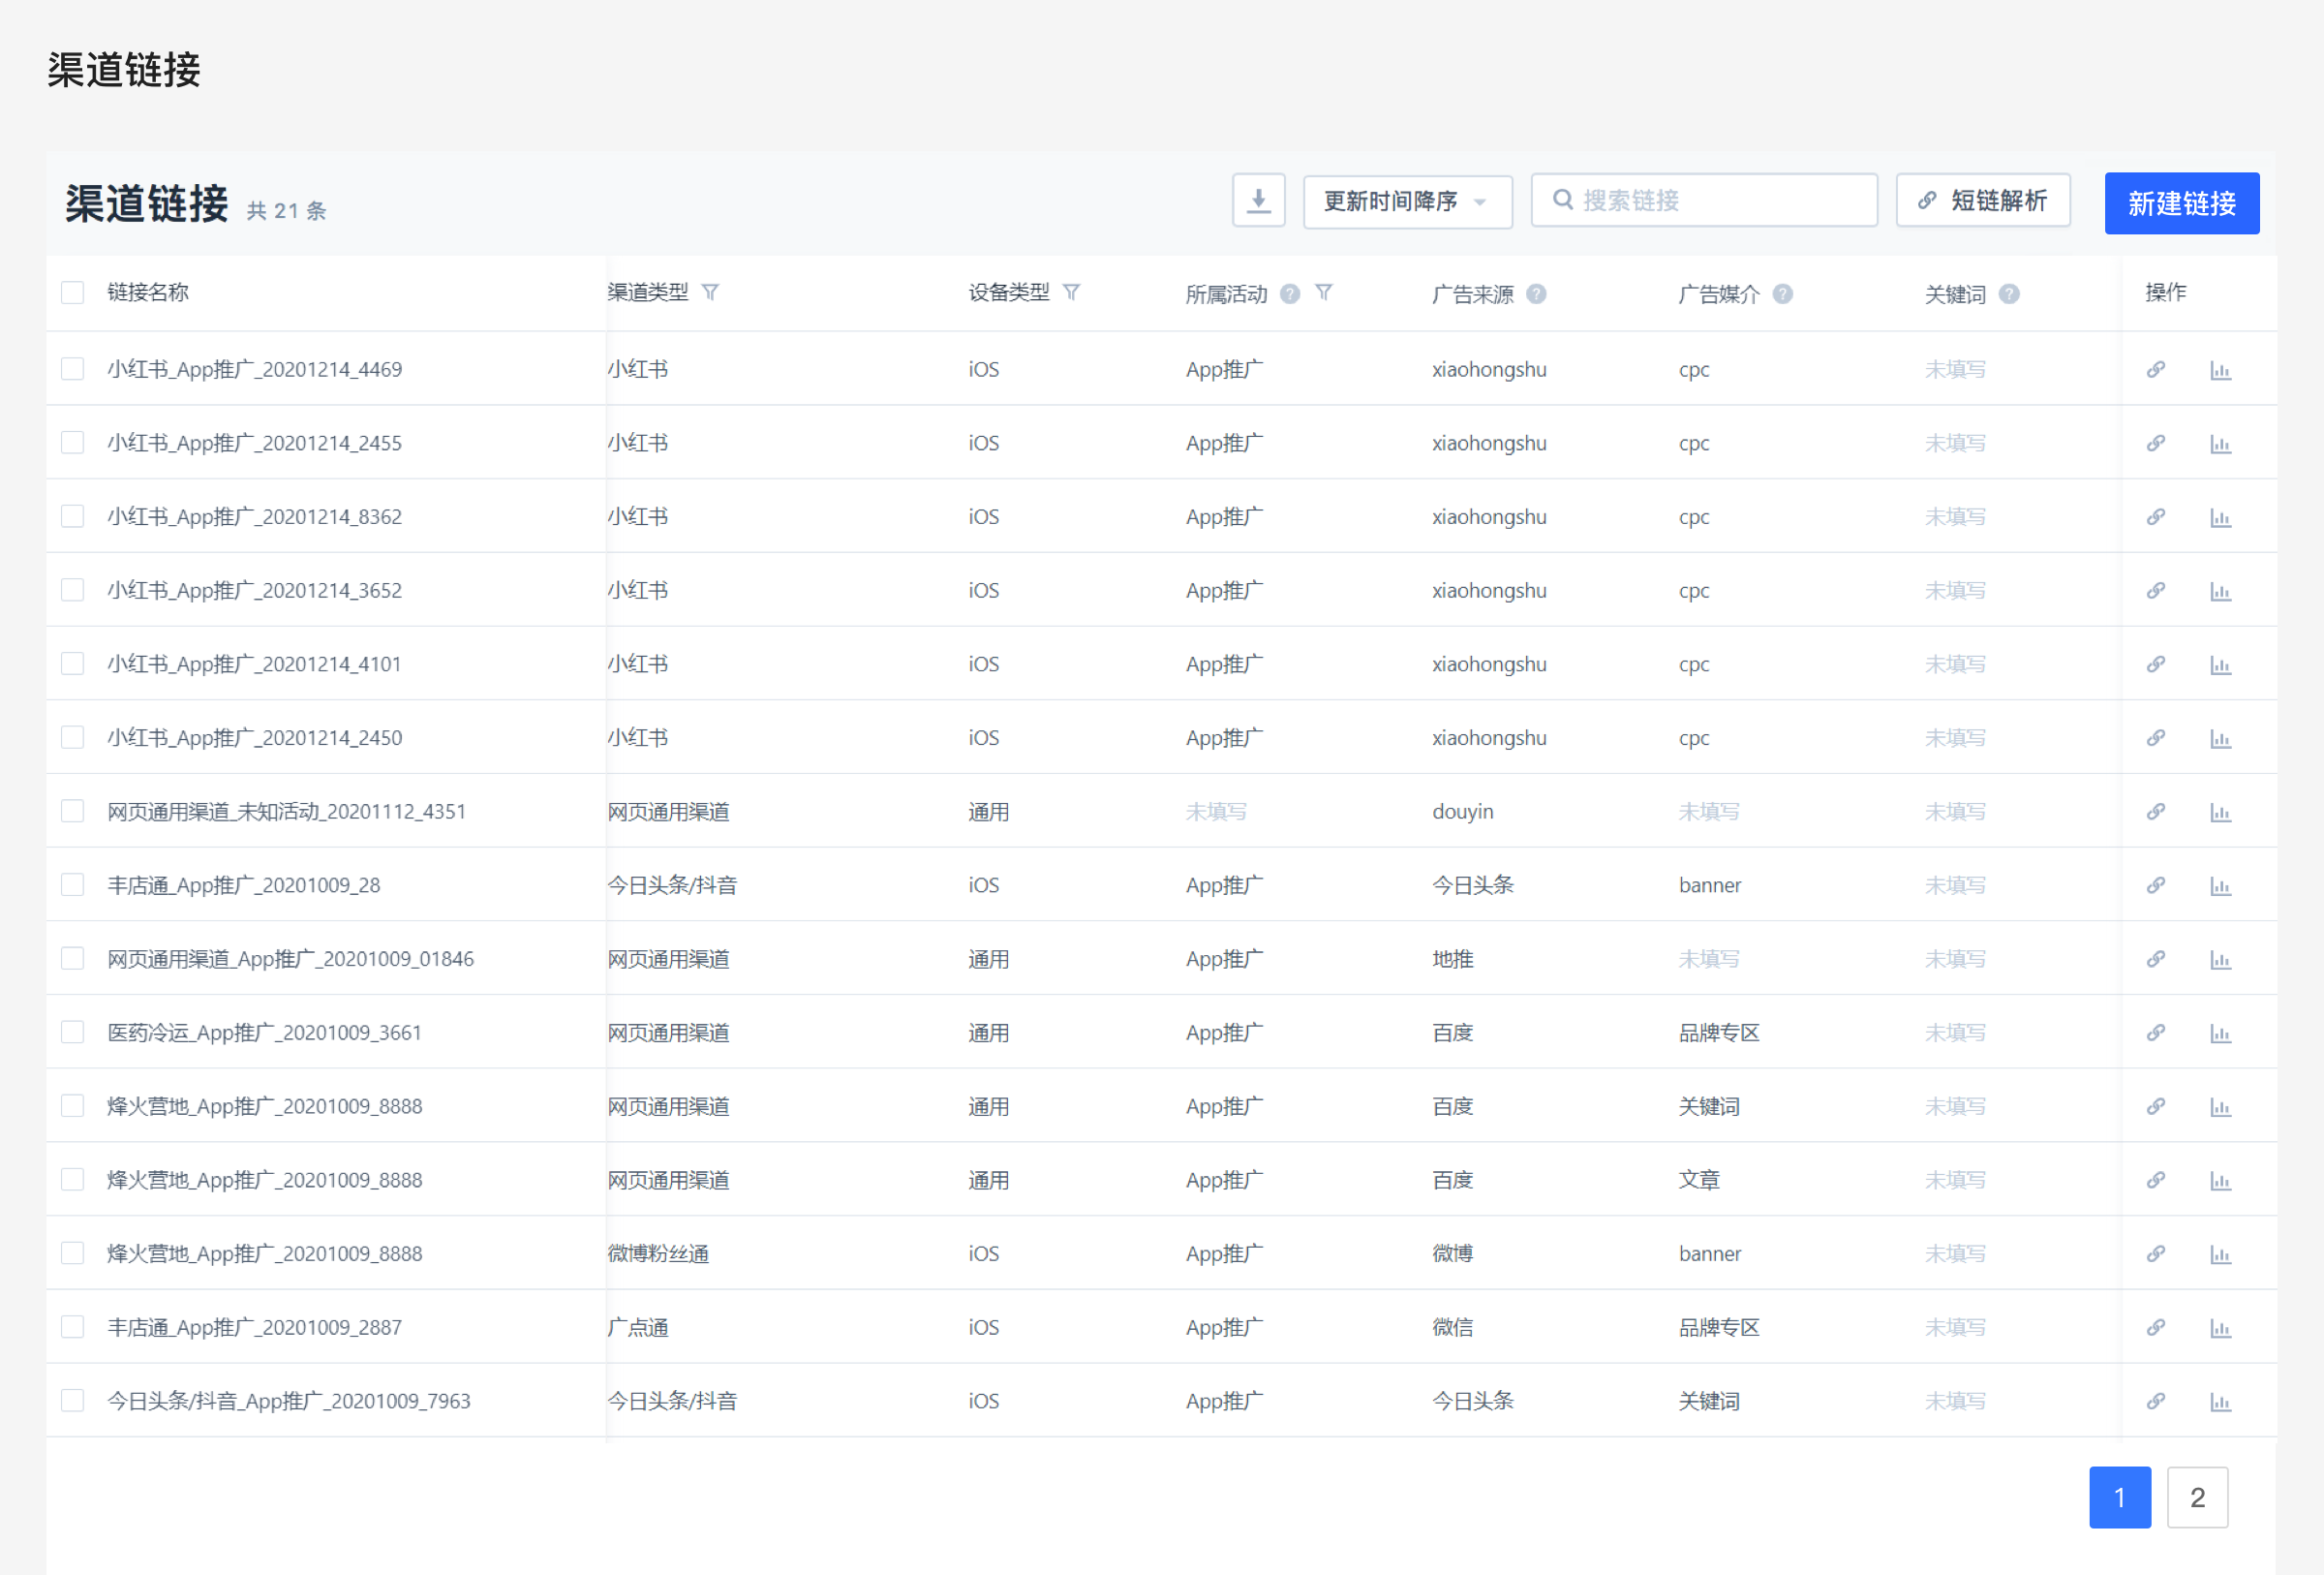 渠道链接
渠道链接 共 21 条 更新时间降序 搜索链接 短链解析 新建链接
链接名称 渠道类型 设备类型 所属活动 ? 广告来源 ? 广告媒介 ? 关键词 ? 操作
小红书_App推广_20201214_4469 小红书 iOS App推广 xiaohongshu cpc 未填写
小红书_App推广_20201214_2455 小红书 iOS App推广 xiaohongshu cpc 未填写
小红书_App推广_20201214_8362 小红书 iOS App推广 xiaohongshu cpc 未填写
小红书_App推广_20201214_3652 小红书 iOS App推广 xiaohongshu cpc 未填写
小红书_App推广_20201214_4101 小红书 iOS App推广 xiaohongshu cpc 未填写
小红书_App推广_20201214_2450 小红书 iOS App推广 xiaohongshu cpc 未填写
网页通用渠道_未知活动_20201112_4351 网页通用渠道 通用 未填写 douyin 未填写 未填写
丰店通_App推广_20201009_28 今日头条/抖音 iOS App推广 今日头条 banner 未填写
网页通用渠道_App推广_20201009_01846 网页通用渠道 通用 App推广 地推 未填写 未填写
医药冷运_App推广_20201009_3661 网页通用渠道 通用 App推广 百度 品牌专区 未填写
烽火营地_App推广_20201009_8888 网页通用渠道 通用 App推广 百度 关键词 未填写
烽火营地_App推广_20201009_8888 网页通用渠道 通用 App推广 百度 文章 未填写
烽火营地_App推广_20201009_8888 微博粉丝通 iOS App推广 微博 banner 未填写
丰店通_App推广_20201009_2887 广点通 iOS App推广 微信 品牌专区 未填写
今日头条/抖音_App推广_20201009_7963 今日头条/抖音 iOS App推广 今日头条 关键词 未填写
1 2